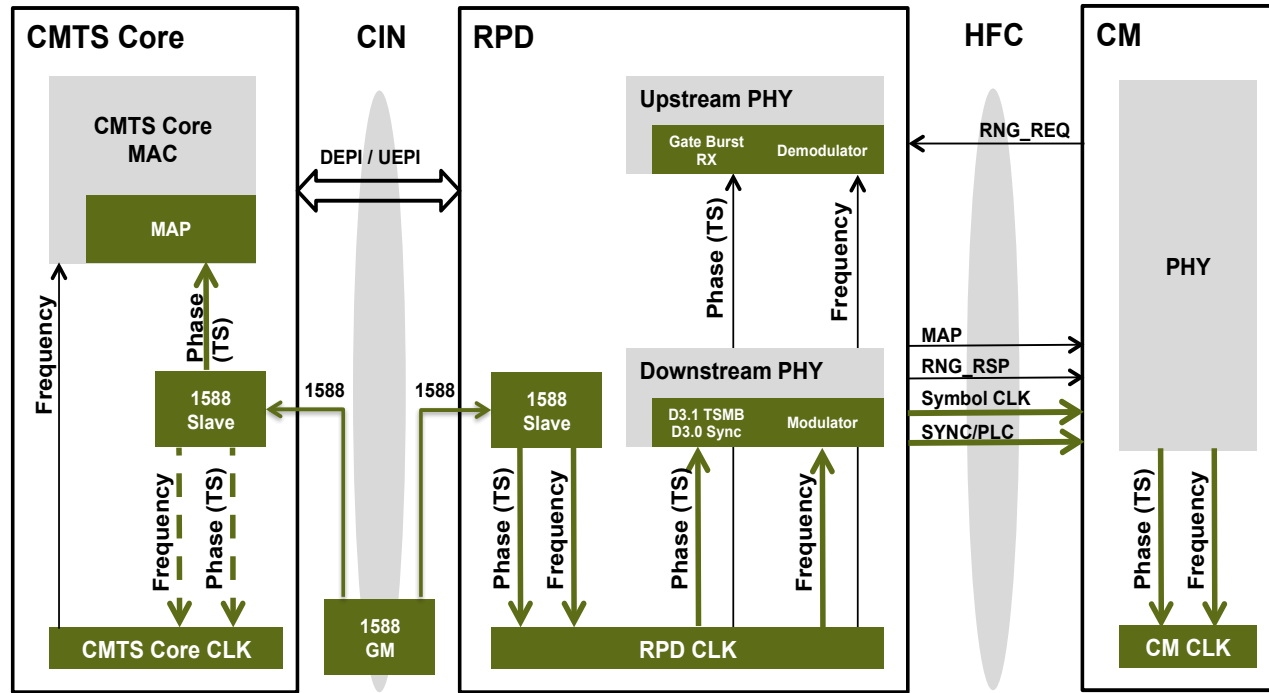 CMTS Core
CIN
RPD
HFC
CM
CMTS Core
MAC
MAP
DEPI / UEPI
Upstream PHY
Gate Burst
RX
Demodulator
RNG_REQ
PHY
Frequency
Phase
(TS)
Phase (TS)
Frequency
MAP
RNG_RSP
Symbol CLK
SYNC/PLC
1588
Slave
1588
1588
1588
Slave
Downstream PHY
D3.1 TSMB
D3.0 Sync
Modulator
Frequency
Phase (TS)
Phase (TS)
Frequency
Phase (TS)
Frequency
Phase (TS)
Frequency
CMTS Core CLK
1588
GM
RPD CLK
CM CLK